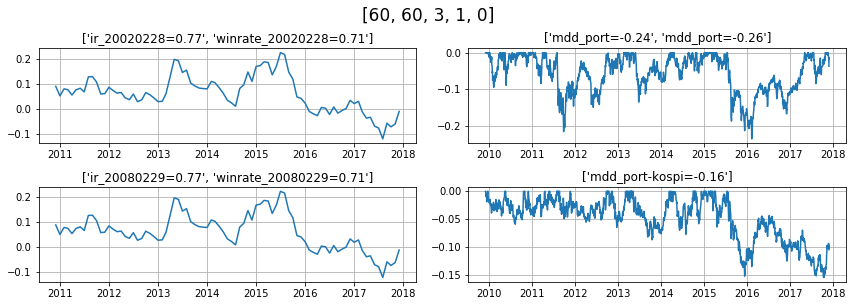 [60, 60, 3, 1, 0]
['ir_20020228=0.77', 'winrate_20020228=0.71']
0.2
0.1
0.0
−0.1
2011 2012 2013 2014 2015 2016 2017 2018
['mdd_port=-0.24', 'mdd_port=-0.26']
0.0
−0.1
−0.2
2010 2011 2012 2013 2014 2015 2016 2017 2018
['ir_20080229=0.77', 'winrate_20080229=0.71']
0.2
0.1
0.0
−0.1
2011 2012 2013 2014 2015 2016 2017 2018
['mdd_port-kospi=-0.16']
0.00
−0.05
−0.10
−0.15
2010 2011 2012 2013 2014 2015 2016 2017 2018